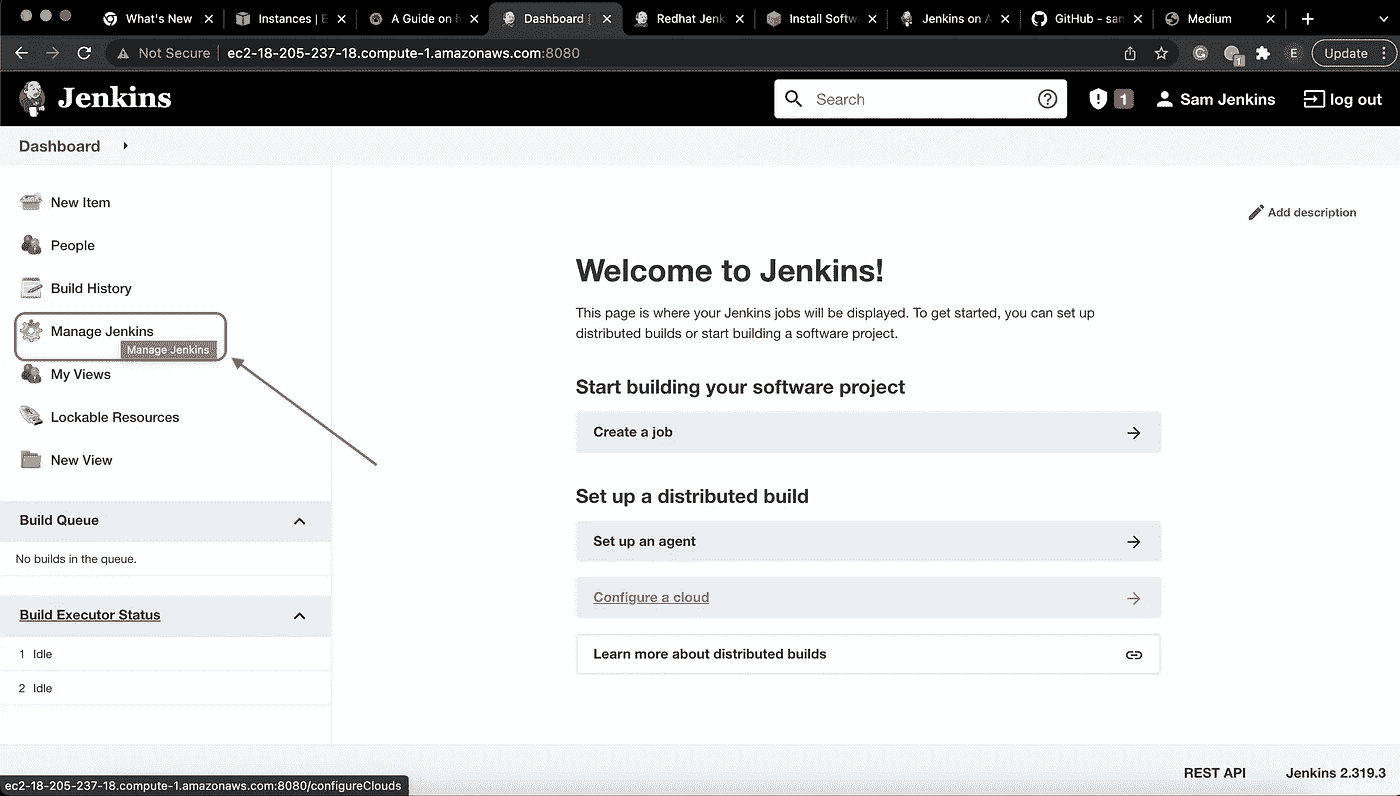 What's New
Instances | E
A Guide on h
Dashboard [
Redhat Jenk
Install Softw
Jenkins on A
GitHub - san
Medium
Not Secure
ec2-18-205-237-18.compute-1.amazonaws.com:8080
1
E
Update
Jenkins
Search
1
Sam Jenkins
log out
Dashboard
New Item
People
Build History
Manage Jenkins
Manage Jenkins
My Views
Lockable Resources
New View
Build Queue
No builds in the queue.
Build Executor Status
1 Idle
2 Idle
Add description
Welcome to Jenkins!
This page is where your Jenkins jobs will be displayed. To get started, you can set up
distributed builds or start building a software project.
Start building your software project
Create a job
Set up a distributed build
Set up an agent
Configure a cloud
Learn more about distributed builds
REST API
Jenkins 2.319.3
ec2-18-205-237-18.compute-1.amazonaws.com:8080/configureClouds